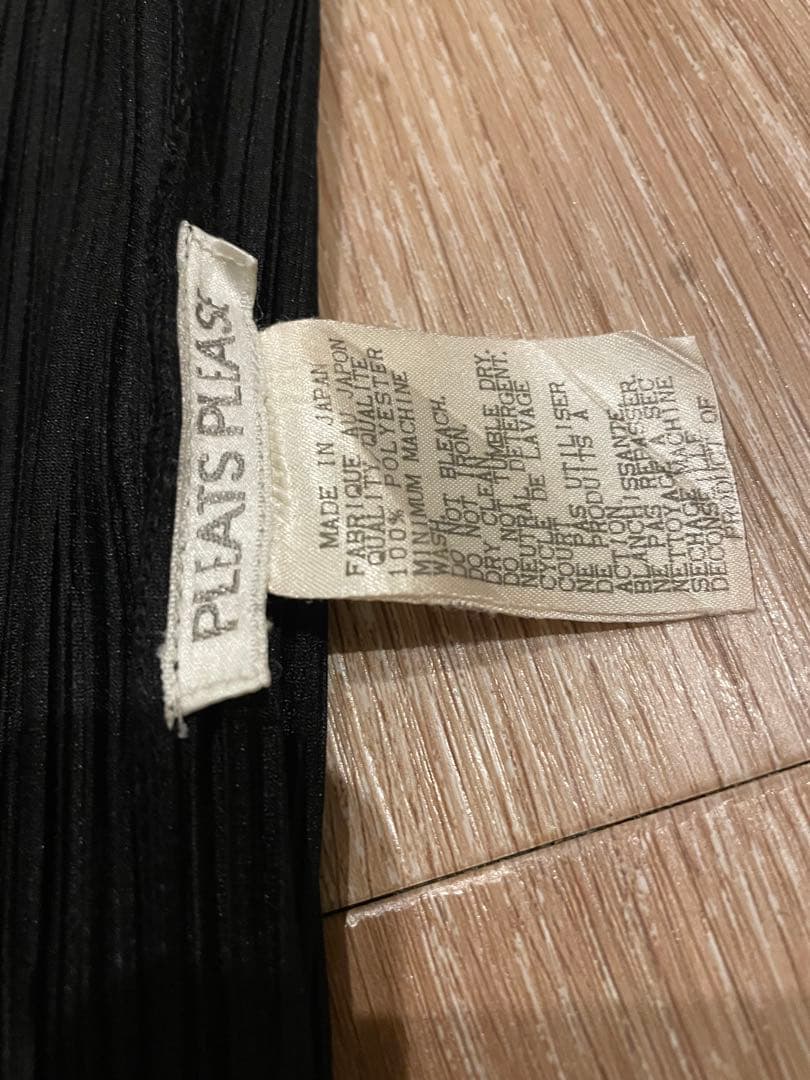 PLEATS PLEASE
MADE IN JAPAN
FABRIQUE AU JAPON
QUALITY QUALITE
100% POLYESTER
MINIMUM MACHINE
WASH.
DO NOT BLEACH.
DO NOT IRON
DRY CLEAN
DO NOT TUMBLE DRY.
NEUTRAL DETERGENT.
CYCLE DE LAVAGE
COURT
NE PAS UTILISER
DE PRODUITS A
ACTION
BLANCHISSANTE.
NE PAS REPASSER.
NETTOYAGE A SEC
SECHAGE MACHINE
DECONSEILLE
PRODUCT OF